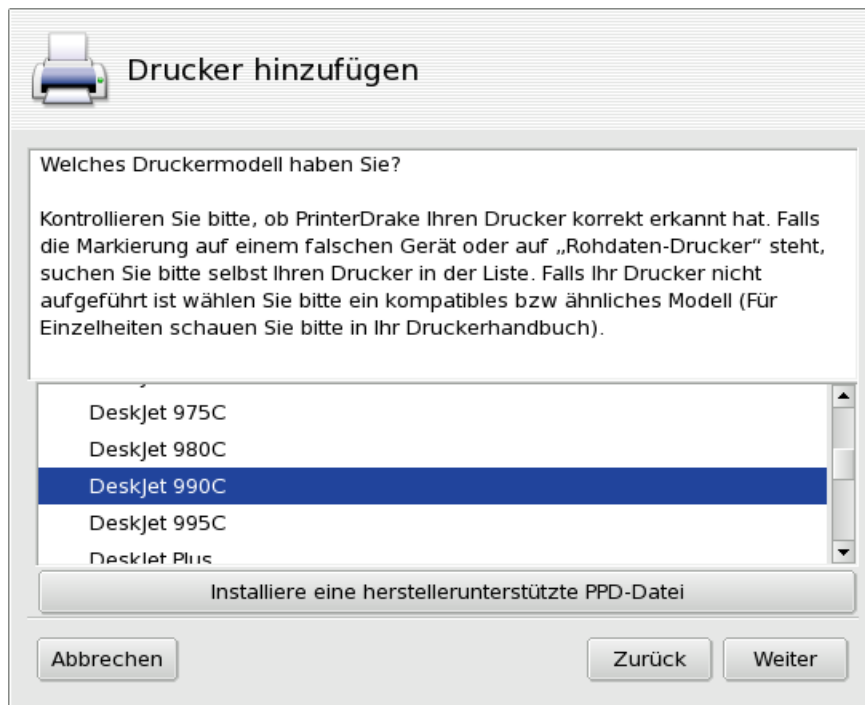 Drucker hinzufügen
Welches Druckermodell haben Sie?
Kontrollieren Sie bitte, ob PrinterDrake Ihren Drucker korrekt erkannt hat. Falls
die Markierung auf einem falschen Gerät oder auf „Rohdaten-Drucker“ steht,
suchen Sie bitte selbst Ihren Drucker in der Liste. Falls Ihr Drucker nicht
aufgeführt ist wählen Sie bitte ein kompatibles bzw ähnliches Modell (Für
Einzelheiten schauen Sie bitte in Ihr Druckerhandbuch).
DeskJet 975C
DeskJet 980C
DeskJet 990C
DeskJet 995C
DeskJet Plus
Installiere eine herstellerunterstützte PPD-Datei
Abbrechen
Zurück
Weiter